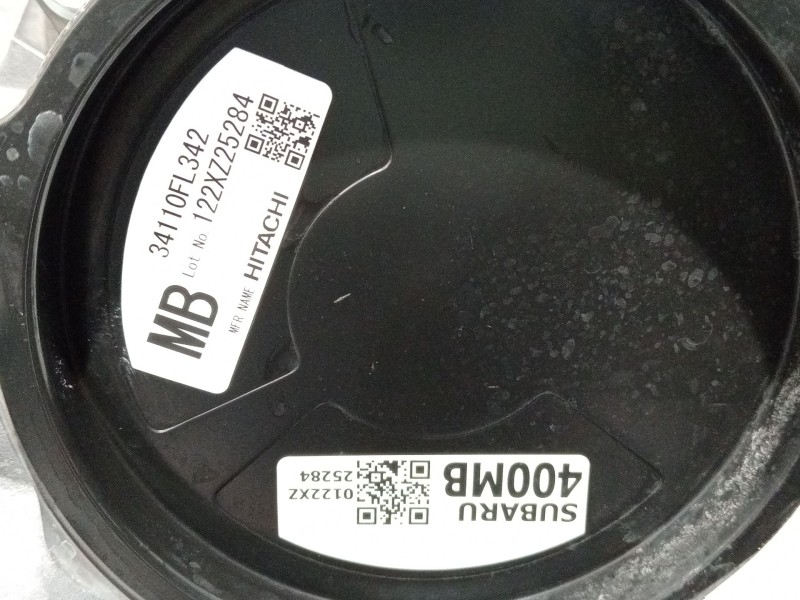 34110FL342
Lot.No 122XZ25284
MB
MFR NAME HITACHI
SUBARU
400MB
0122XZ
25284